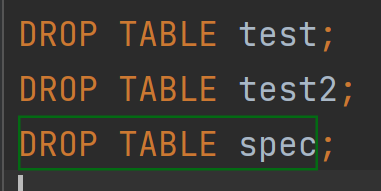 DROP TABLE test;
DROP TABLE test2;
DROP TABLE spec;